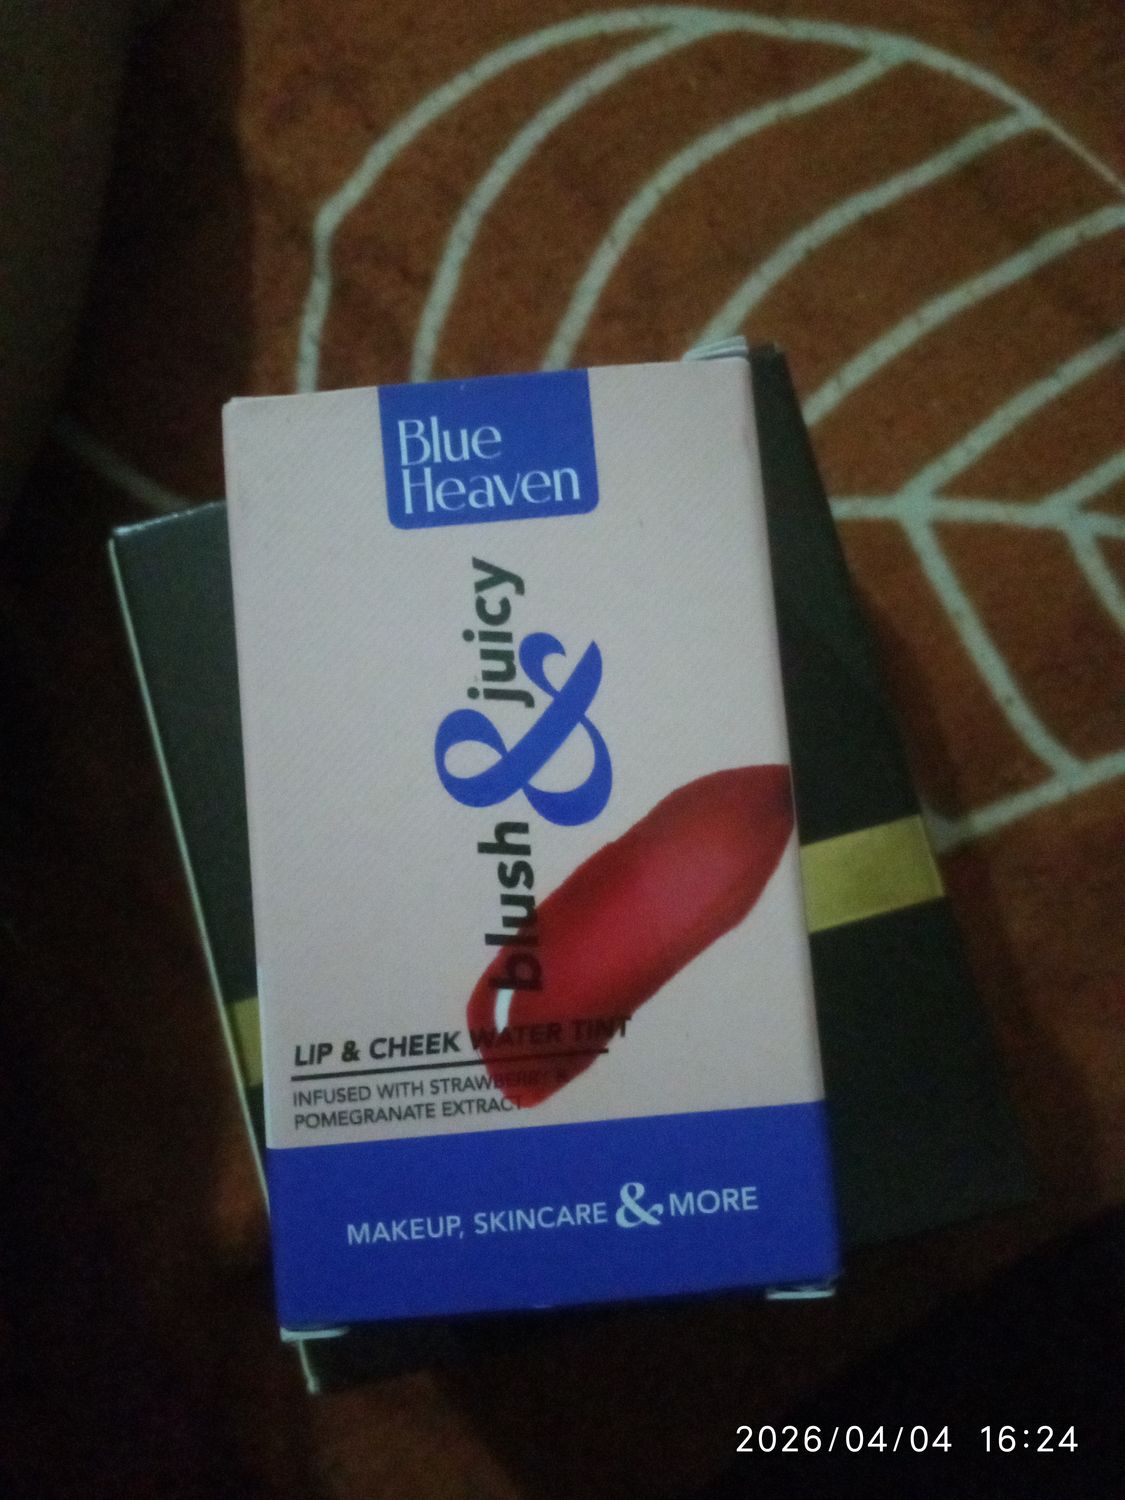 Blue
Heaven
blush & juicy
LIP & CHEEK WATER TINT
INFUSED WITH STRAWBERRY &
POMEGRANATE EXTRACT
MAKEUP, SKINCARE & MORE
2026/04/04 16:24